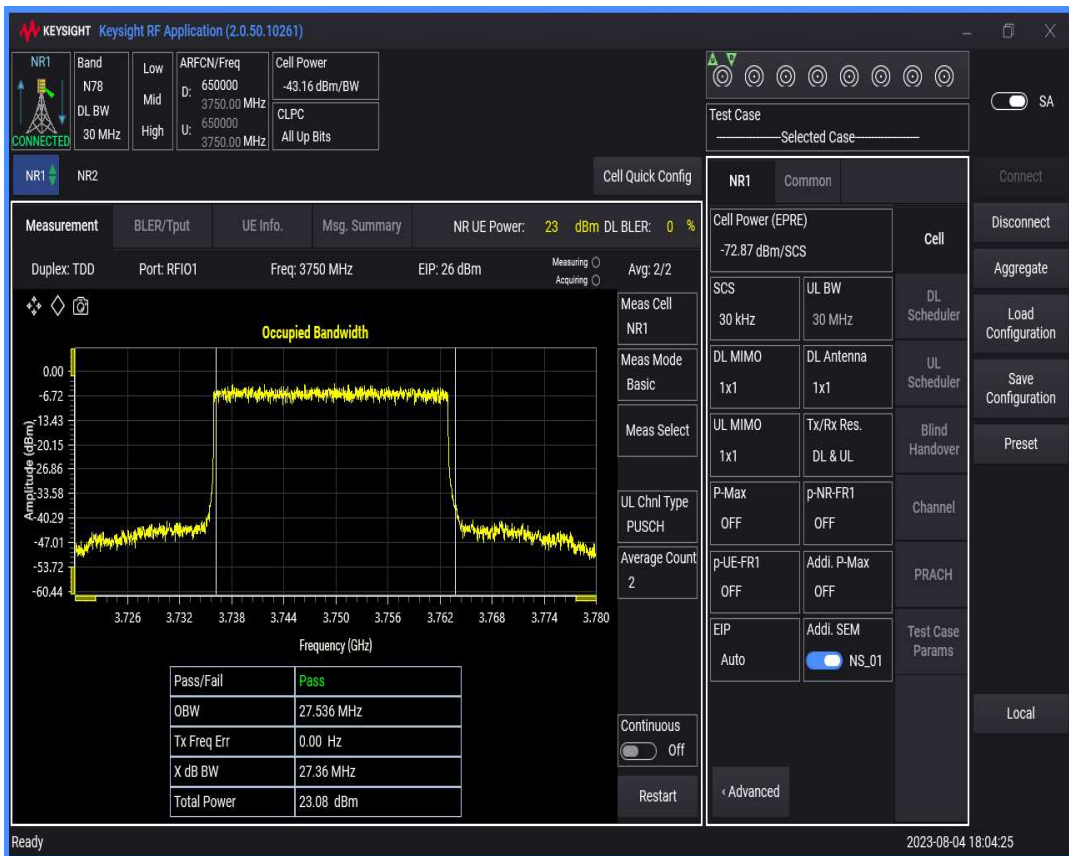 KEYSIGHT Keysight RF Application (2.0.50.10261)
NR1
CONNECTED
Band
N78
DL BW
30 MHz
Low
Mid
High
ARFCN/Freq
D: 650000
3750.00 MHz
U: 650000
3750.00 MHz
Cell Power
-43.16 dBm/BW
CLPC
All Up Bits
Test Case
--------------------Selected Case--------------------
SA
NR1 NR2 Cell Quick Config
Measurement BLER/Tput UE Info. Msg. Summary NR UE Power: 23 dBm DL BLER: 0 %
Duplex: TDD Port: RFIO1 Freq: 3750 MHz EIP: 26 dBm Measuring Avg: 2/2
Acquiring
Occupied Bandwidth
Amplitude (dBm)
0.00
-6.72
-13.43
-20.15
-26.86
-33.58
-40.29
-47.01
-53.72
-60.44
3.726 3.732 3.738 3.744 3.750 3.756 3.762 3.768 3.774 3.780
Frequency (GHz)
Pass/Fail Pass
OBW 27.536 MHz
Tx Freq Err 0.00 Hz
X dB BW 27.36 MHz
Total Power 23.08 dBm
Meas Cell
NR1
Meas Mode
Basic
Meas Select
UL Chnl Type
PUSCH
Average Count
2
Continuous
Off
Restart
NR1 Common
Cell Power (EPRE)
-72.87 dBm/SCS
SCS
30 kHz
UL BW
30 MHz
DL MIMO
1x1
DL Antenna
1x1
UL MIMO
1x1
Tx/Rx Res.
DL & UL
P-Max
OFF
p-NR-FR1
OFF
p-UE-FR1
OFF
Addi. P-Max
OFF
EIP
Auto
Addi. SEM
NS_01
‹ Advanced
Cell
DL
Scheduler
UL
Scheduler
Blind
Handover
Channel
PRACH
Test Case
Params
Connect
Disconnect
Aggregate
Load
Configuration
Save
Configuration
Preset
Local
Ready 2023-08-04 18:04:25